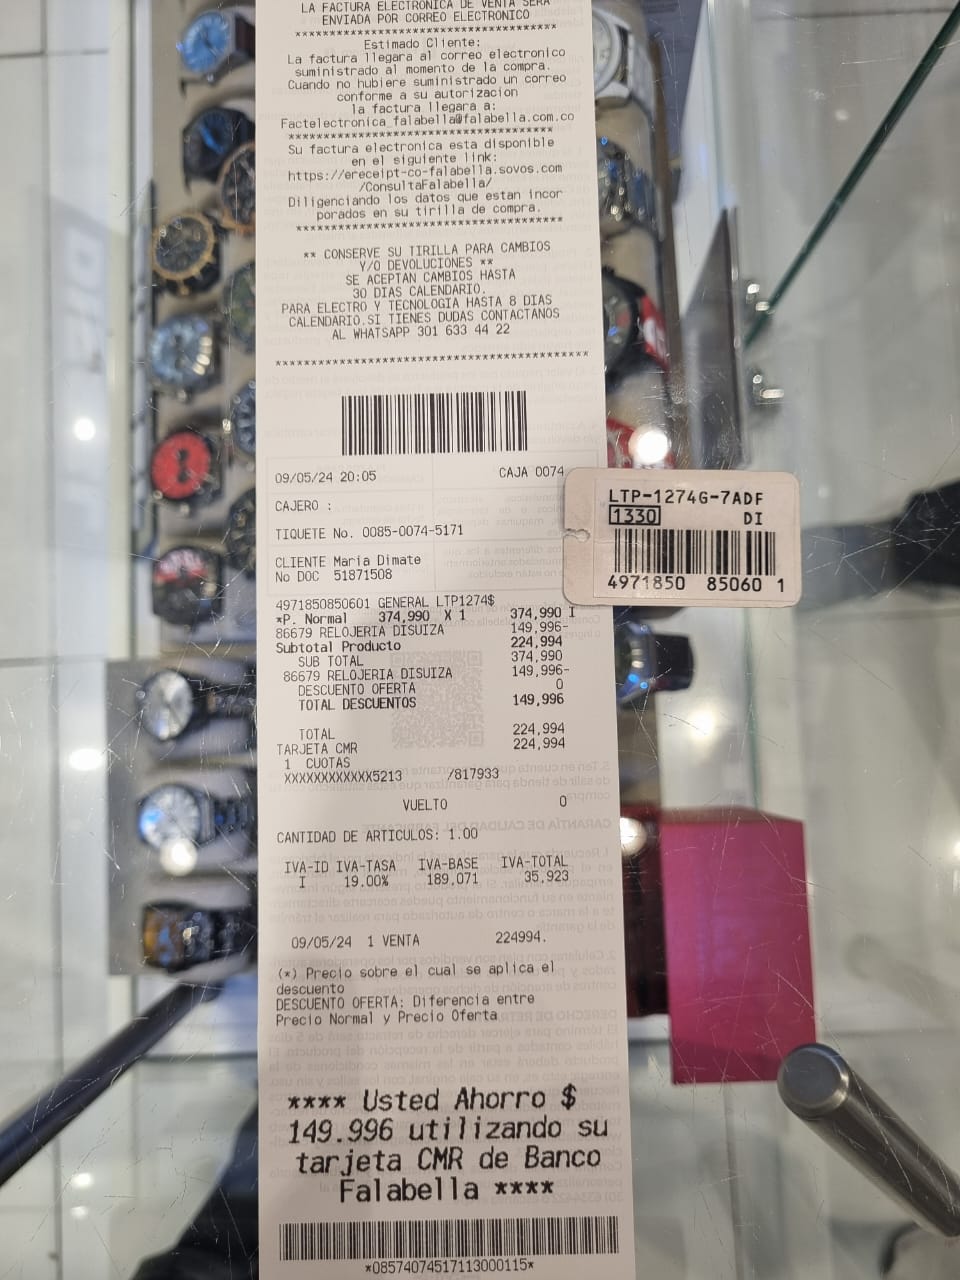 LA FACTURA ELECTRONICA DE VENTA SERA
ENVIADA POR CORREO ELECTRONICO
****************************************
Estimado Cliente:
La factura llegara al correo electronico
suministrado al momento de la compra.
Cuando no hubiere suministrado un correo
conforme a su autorizacion
la factura llegara a:
Factelectronica_falabella@falabella.com.co
****************************************
Su factura electronica esta disponible
en el siguiente link:
https://ereceipt-co-falabella.sovos.com
/ConsultaFalabella/
Diligenciando los datos que estan incor
porados en su tirilla de compra.
****************************************
** CONSERVE SU TIRILLA PARA CAMBIOS
Y/O DEVOLUCIONES **
SE ACEPTAN CAMBIOS HASTA
30 DIAS CALENDARIO.
PARA ELECTRO Y TECNOLOGIA HASTA 8 DIAS
CALENDARIO.SI TIENES DUDAS CONTACTANOS
AL WHATSAPP 301 633 44 22
****************************************
09/05/24 20:05 CAJA 0074
CAJERO :
TIQUETE No. 0085-0074-5171
CLIENTE Maria Dimate
No DOC 51871508
4971850850601 GENERAL LTP1274$
*P. Normal 374,990 X 1 374,990 I
86679 RELOJERIA DISUIZA 149,996-
Subtotal Producto 224,994
SUB TOTAL 374,990
86679 RELOJERIA DISUIZA 149,996-
DESCUENTO OFERTA 0
TOTAL DESCUENTOS 149,996
TOTAL 224,994
TARJETA CMR 224,994
1 CUOTAS
XXXXXXXXXXXX5213 /817933
VUELTO 0
CANTIDAD DE ARTICULOS: 1.00
IVA-ID IVA-TASA IVA-BASE IVA-TOTAL
I 19.00% 189,071 35,923
09/05/24 1 VENTA 224994.
(*) Precio sobre el cual se aplica el
descuento
DESCUENTO OFERTA: Diferencia entre
Precio Normal y Precio Oferta
**** Usted Ahorro $
149.996 utilizando su
tarjeta CMR de Banco
Falabella ****
*08574074517113000115*
LTP-1274G-7ADF
1330 DI
4971850 85060 1